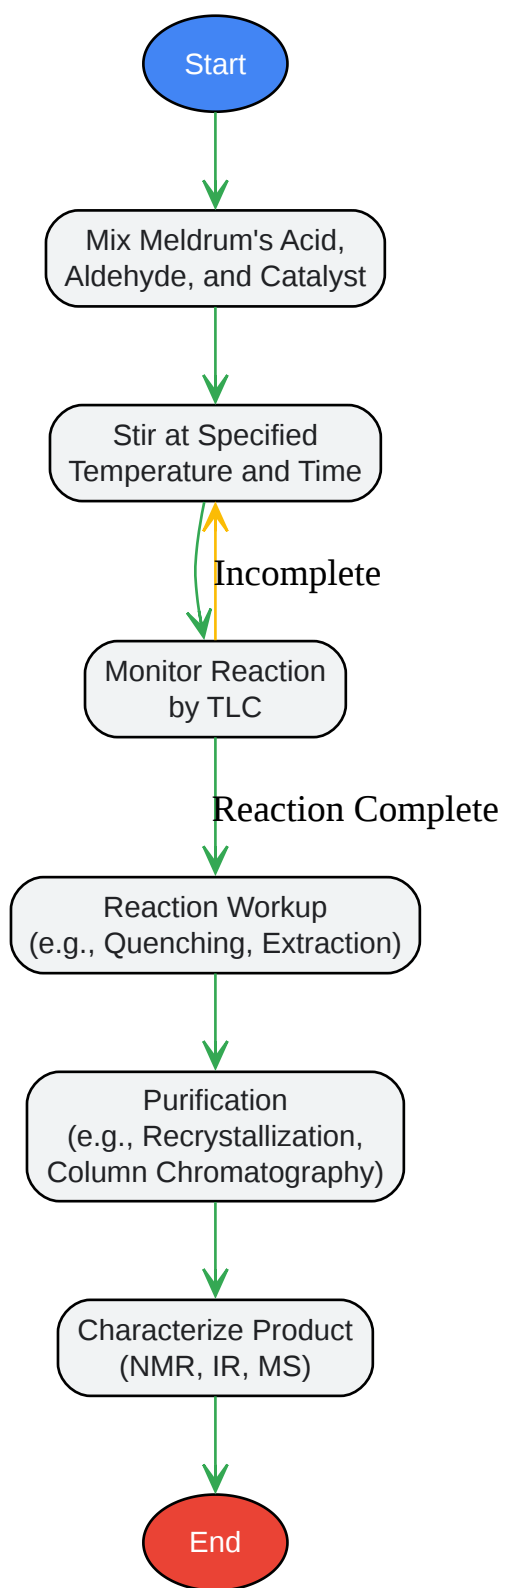 Start
Mix Meldrum's Acid,
Aldehyde, and Catalyst
Stir at Specified
Temperature and Time
Incomplete
Monitor Reaction
by TLC
Reaction Complete
Reaction Workup
(e.g., Quenching, Extraction)
Purification
(e.g., Recrystallization,
Column Chromatography)
Characterize Product
(NMR, IR, MS)
End